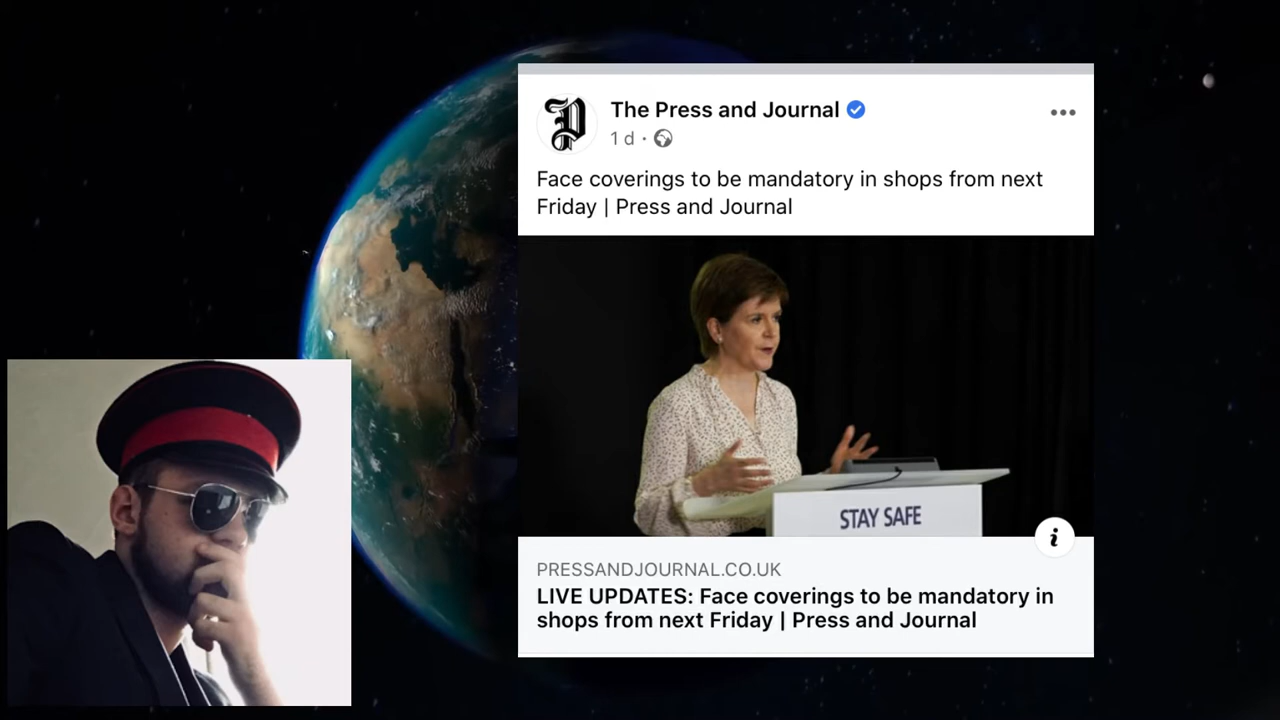 The Press and Journal
1 d ·
Face coverings to be mandatory in shops from next
Friday | Press and Journal
STAY SAFE
i
PRESSANDJOURNAL.CO.UK
LIVE UPDATES: Face coverings to be mandatory in
shops from next Friday | Press and Journal